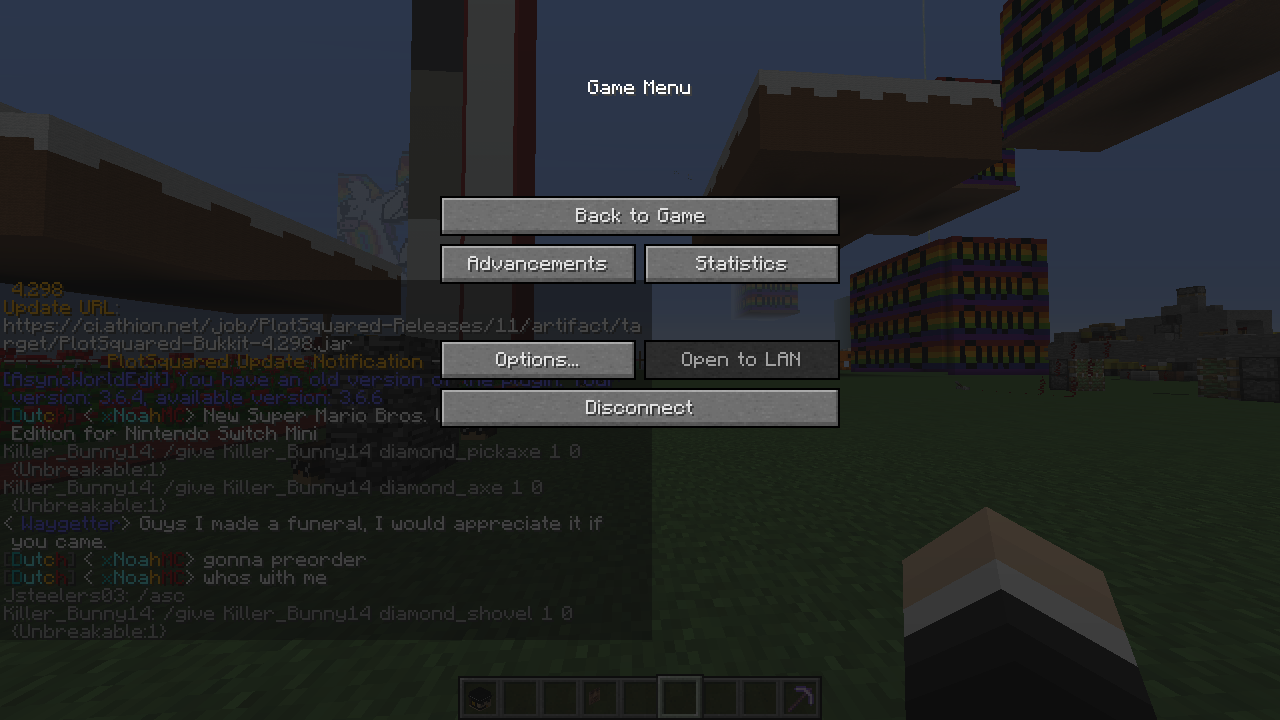 Game Menu
Back to Game
Advancements
Statistics
Options...
Open to LAN
Disconnect
4.298
Update URL:
https://ci.athion.net/job/PlotSquared-Releases/11/artifact/ta
rget/PlotSquared-Bukkit-4.298.jar
PlotSquared Update Notification
[AsyncWorldEdit] You have an old version of the plugin. Your
version: 3.6.4, available version: 3.6.6
[Dutch] < xNoahMC> New Super Mario Bros.
Edition for Nintendo Switch Mini
Killer_Bunny14: /give Killer_Bunny14 diamond_pickaxe 1 0
{Unbreakable:1}
Killer_Bunny14: /give Killer_Bunny14 diamond_axe 1 0
{Unbreakable:1}
< Waygetter> Guys I made a funeral, I would appreciate it if
you came.
[Dutch] < xNoahMC> gonna preorder
[Dutch] < xNoahMC> whos with me
Jsteelers03: /asc
Killer_Bunny14: /give Killer_Bunny14 diamond_shovel 1 0
{Unbreakable:1}